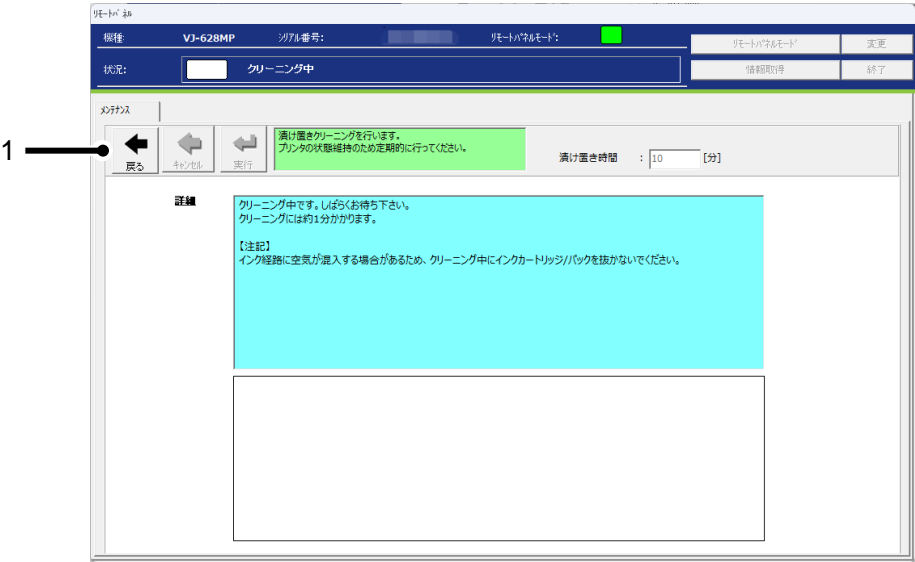 ﾘﾓｰﾄﾊﾟﾈﾙ
機種:
VJ-628MP
ｼﾘｱﾙ番号:
ﾘﾓｰﾄﾊﾟﾈﾙﾓｰﾄﾞ:
ﾘﾓｰﾄﾊﾟﾈﾙﾓｰﾄﾞ
変更
状況:
クリーニング中
情報取得
終了
ﾒﾝﾃﾅﾝｽ
1
戻る
ｷｬﾝｾﾙ
実行
漬け置きクリーニングを行います。
プリンタの状態維持のため定期的に行ってください。
漬け置き時間 : 10 [分]
詳細
クリーニング中です。しばらくお待ち下さい。
クリーニングには約1分かかります。
【注記】
インク経路に空気が混入する場合があるため、クリーニング中にインクカートリッジ/パックを抜かないでください。